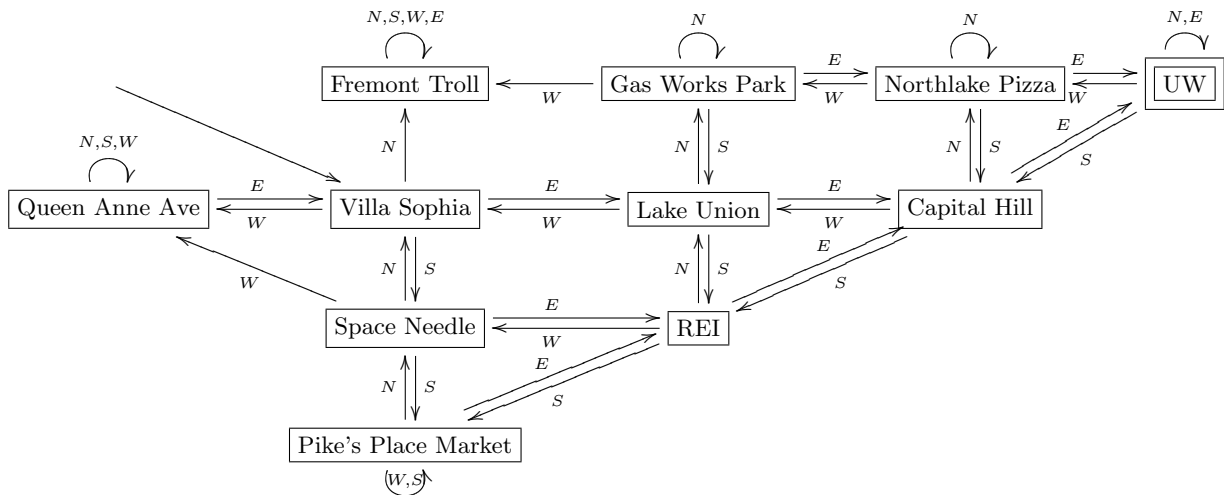 N,S,W,E
N
N
N,E
Fremont Troll
W
Gas Works Park
E
W
Northlake Pizza
E
W
UW
N,S,W
N
N
S
N
S
E
S
Queen Anne Ave
E
W
Villa Sophia
E
W
Lake Union
E
W
Capital Hill
W
N
S
N
S
E
S
Space Needle
E
W
REI
N
S
E
S
Pike's Place Market
W,S